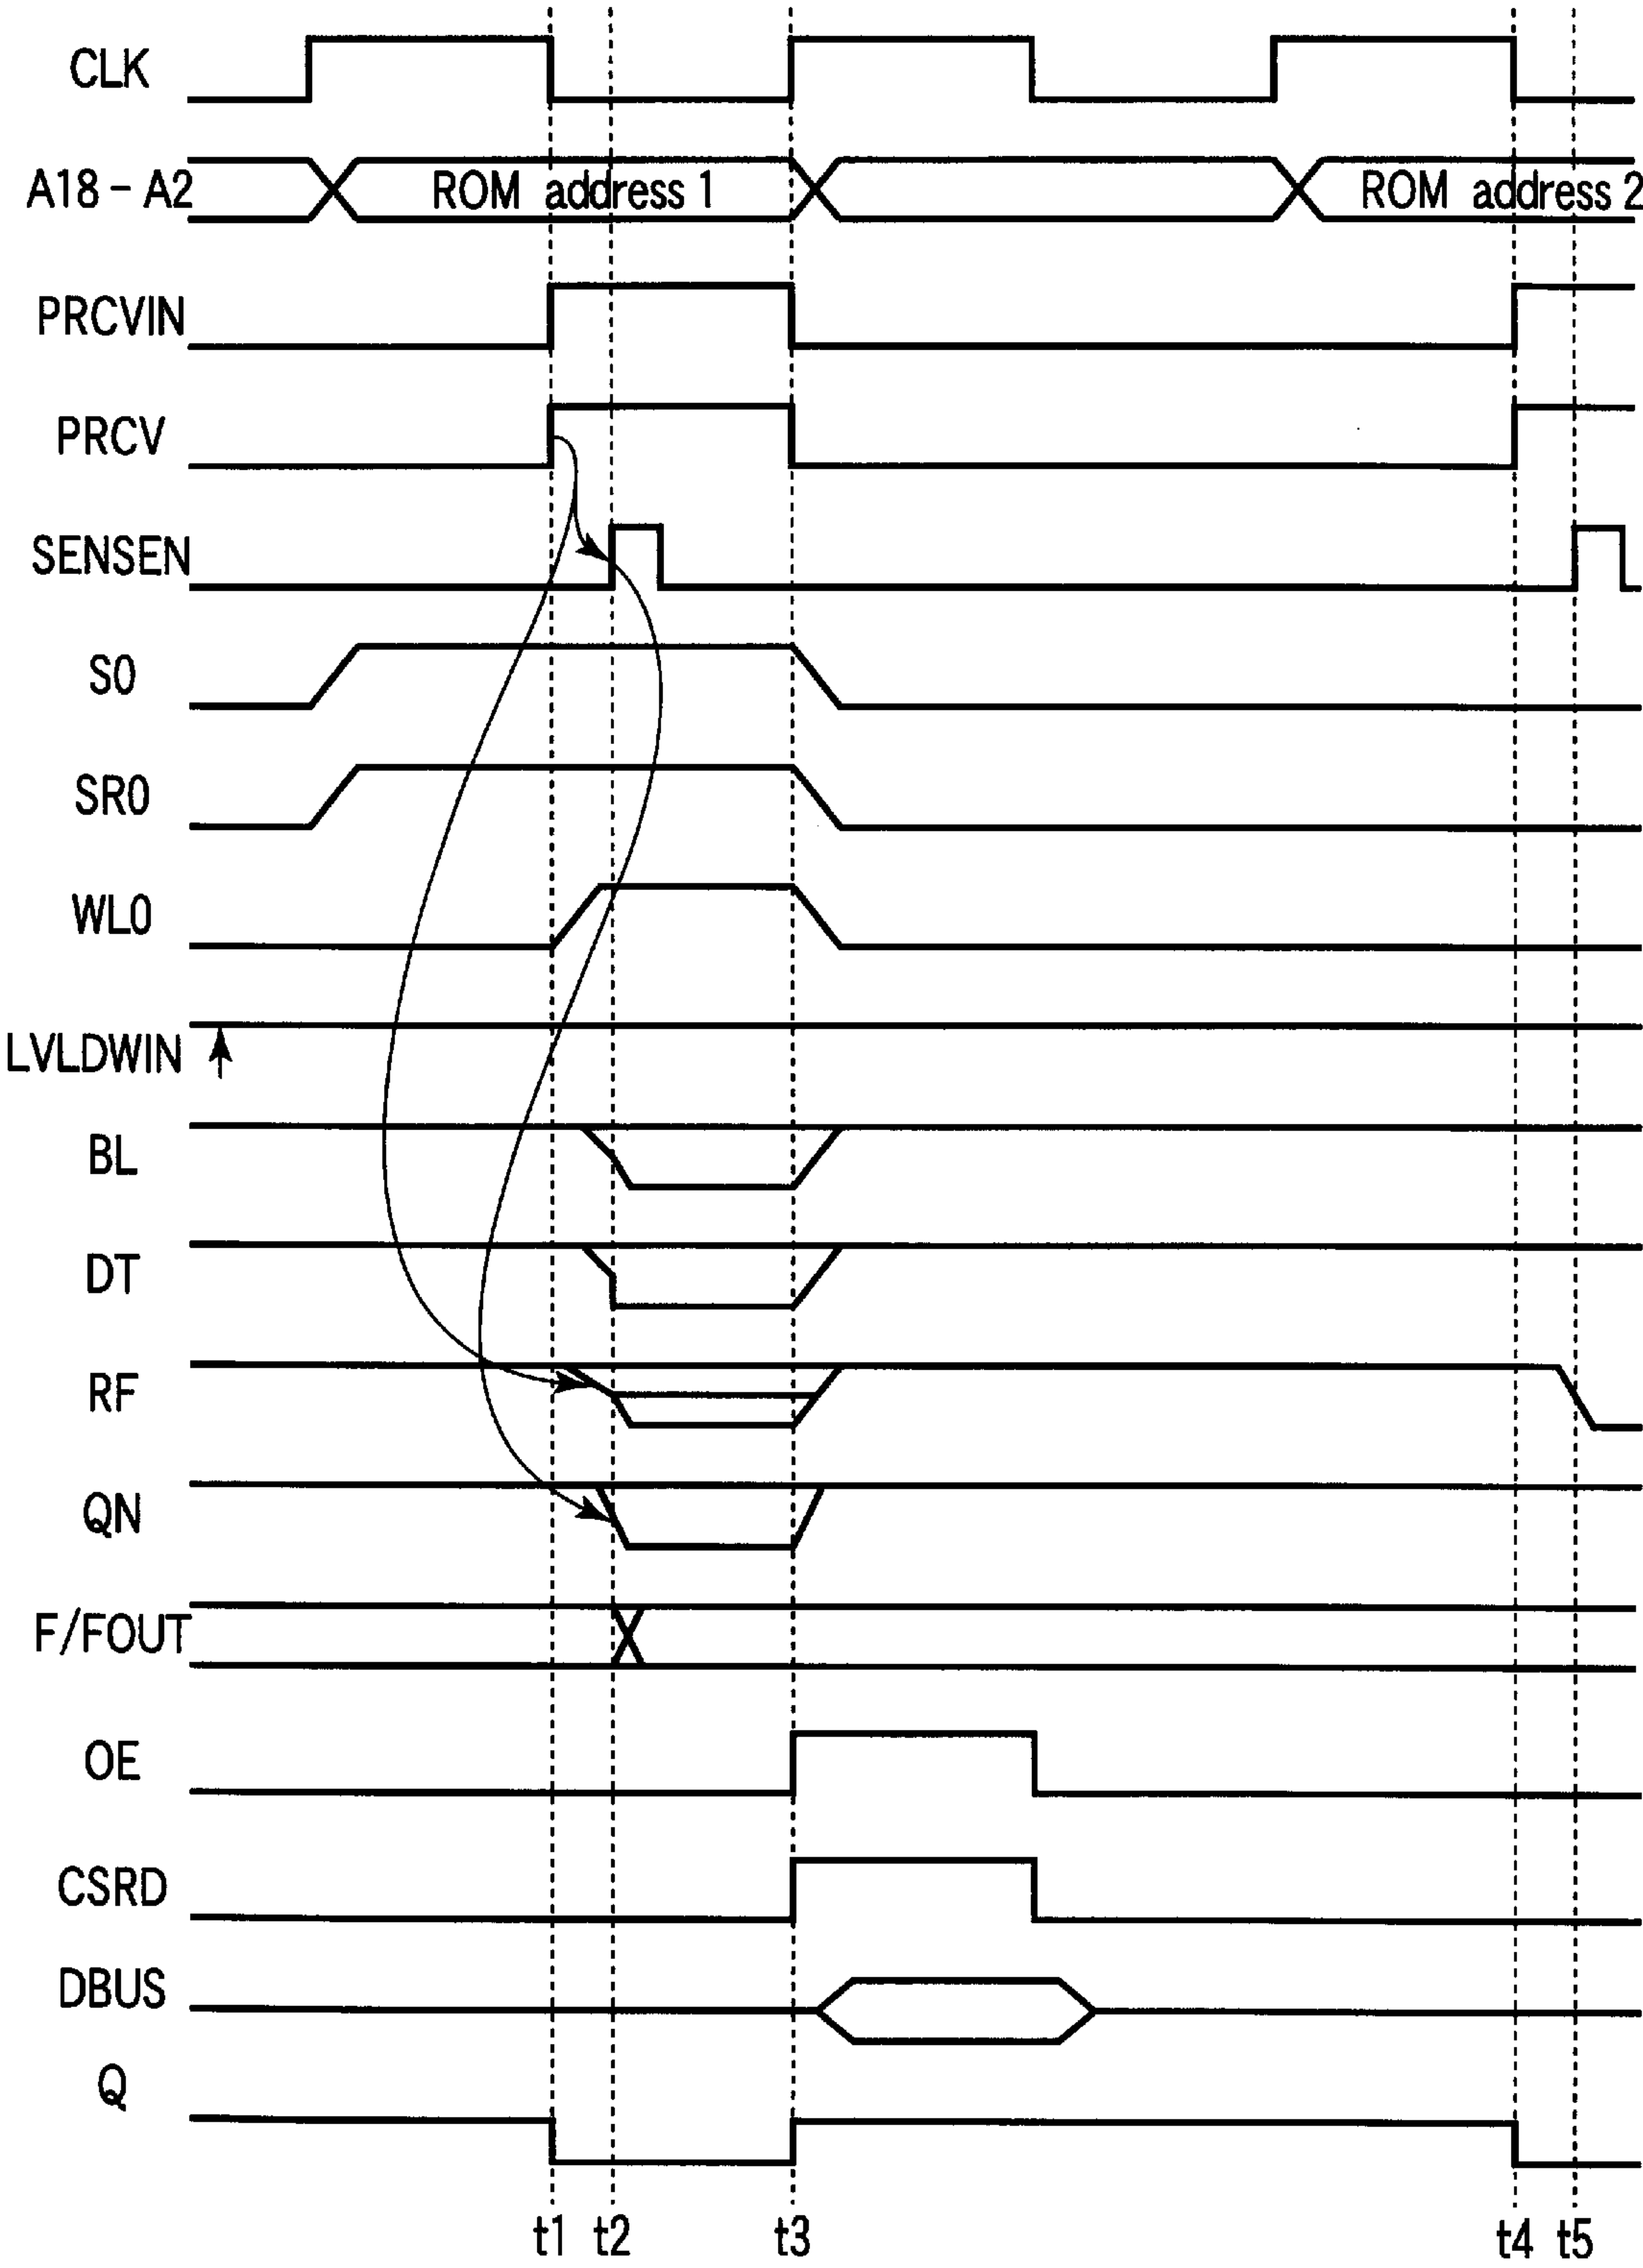 CLK
A18 - A2 ROM address 1 ROM address 2
PRCVIN
PRCV
SENSEN
S0
SR0
WL0
LVLDWIN
BL
DT
RF
QN
F/FOUT
OE
CSRD
DBUS
Q
t1 t2 t3 t4 t5